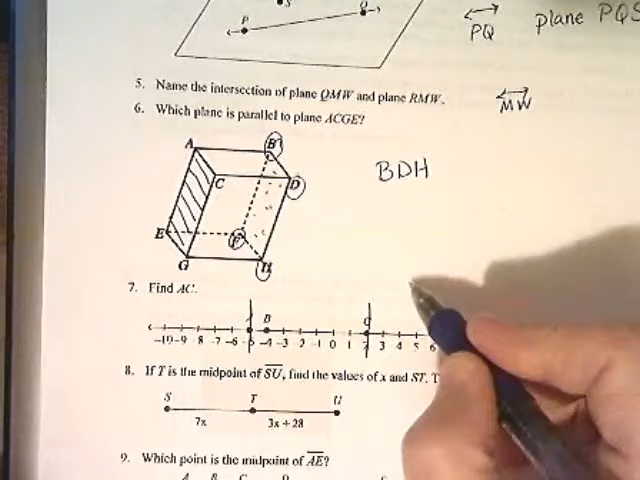 P
PQ plane PQS
5. Name the intersection of plane QMW and plane RMW. MW
6. Which plane is parallel to plane ACGE?
A B
C D
BDH
E F
G H
7. Find AC.
B C
-10 -9 -8 -7 -6 -5 -4 -3 -2 -1 0 1 2 3 4 5 6
8. If T is the midpoint of SU, find the values of x and ST. T
S T U
7x 3x + 28
9. Which point is the midpoint of AE?